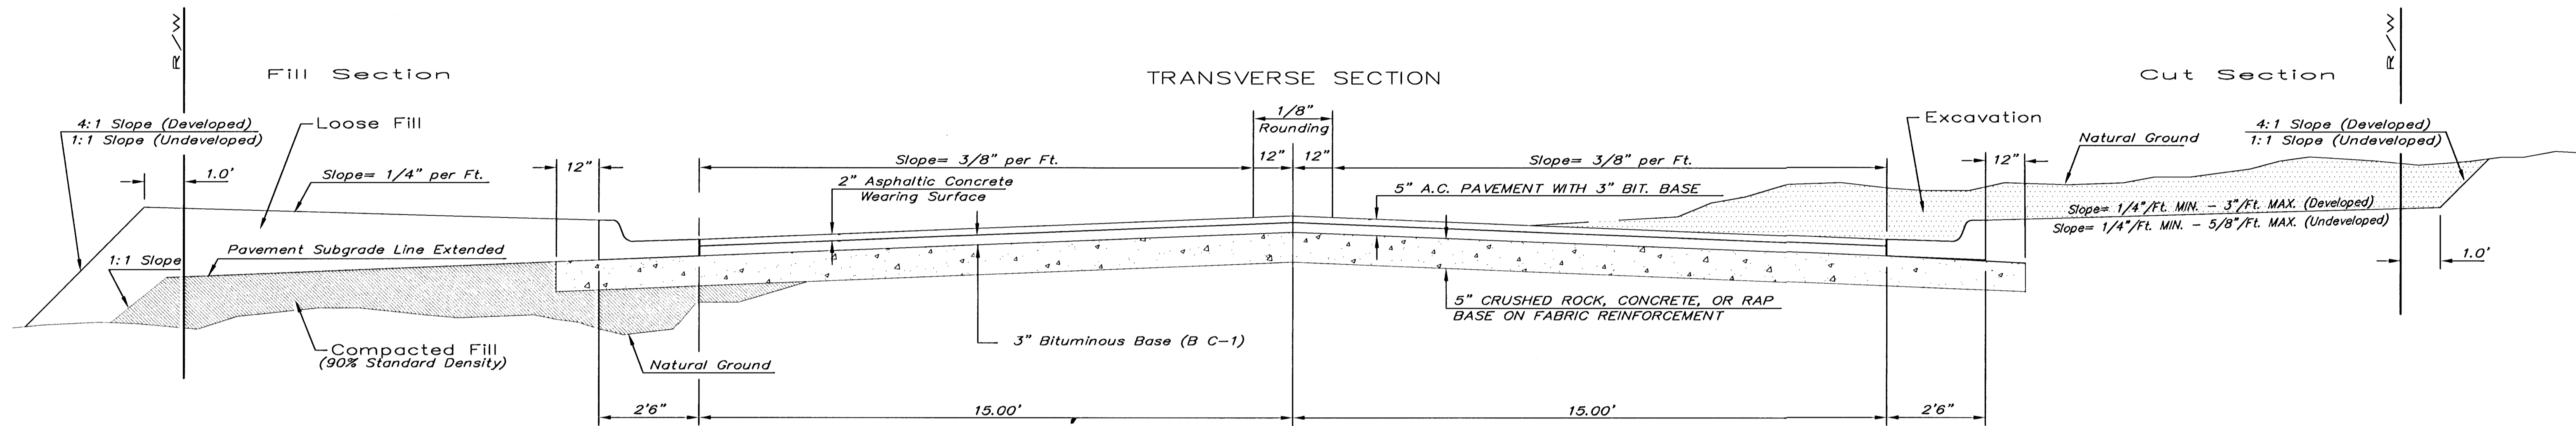 R/W
Fill Section
TRANSVERSE SECTION
Cut Section
R/W
4:1 Slope (Developed)
1:1 Slope (Undeveloped)
Loose Fill
1.0'
Slope= 1/4" per Ft.
12"
Slope= 3/8" per Ft.
1/8"
Rounding
12"
12"
Slope= 3/8" per Ft.
Excavation
Natural Ground
4:1 Slope (Developed)
1:1 Slope (Undeveloped)
12"
2" Asphaltic Concrete
Wearing Surface
5" A.C. PAVEMENT WITH 3" BIT. BASE
Slope= 1/4"/Ft. MIN. - 3"/Ft. MAX. (Developed)
Slope= 1/4"/Ft. MIN. - 5/8"/Ft. MAX. (Undeveloped)
Pavement Subgrade Line Extended
1:1 Slope
1.0'
5" CRUSHED ROCK, CONCRETE, OR RAP
BASE ON FABRIC REINFORCEMENT
3" Bituminous Base (B C-1)
Compacted Fill
(90% Standard Density)
Natural Ground
2'6"
15.00'
15.00'
2'6"